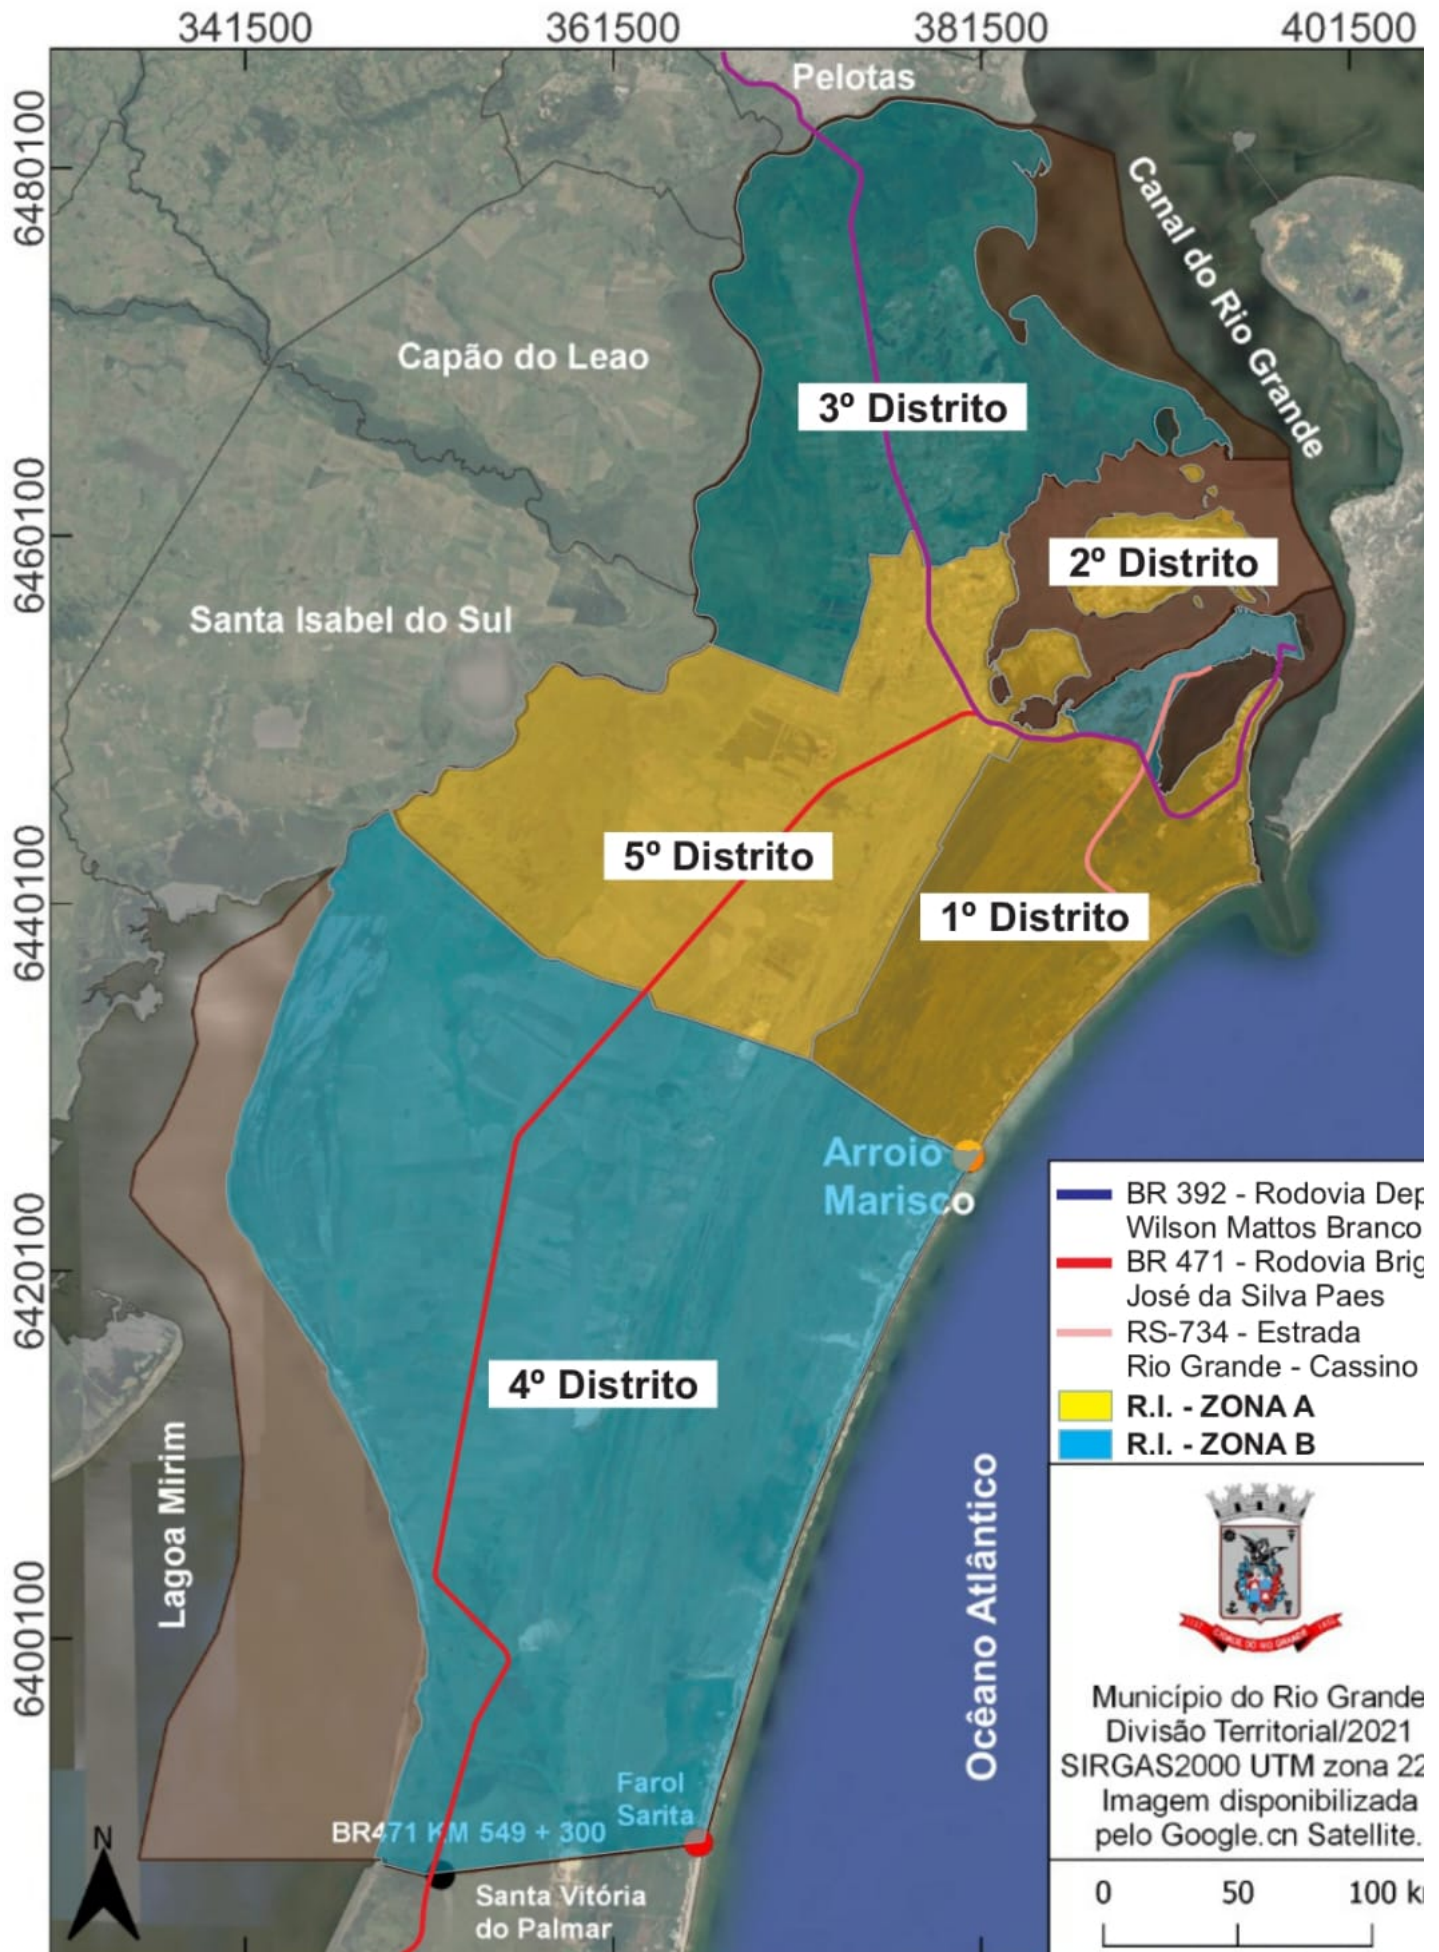 341500
361500
381500
401500
6480100
6460100
6440100
6420100
6400100
Pelotas
Canal do Rio Grande
Capão do Leao
3º Distrito
2º Distrito
Santa Isabel do Sul
5º Distrito
1º Distrito
Arroio
Marisco
4º Distrito
Lagoa Mirim
Ocêano Atlântico
Farol
Sarita
BR471 KM 549 + 300
Santa Vitória
do Palmar
N
BR 392 - Rodovia Dep
Wilson Mattos Branco
BR 471 - Rodovia Brig
José da Silva Paes
RS-734 - Estrada
Rio Grande - Cassino
R.I. - ZONA A
R.I. - ZONA B
CIDADE DO RIO GRANDE
Município do Rio Grande
Divisão Territorial/2021
SIRGAS2000 UTM zona 22
Imagem disponibilizada
pelo Google.cn Satellite.
0 50 100 k